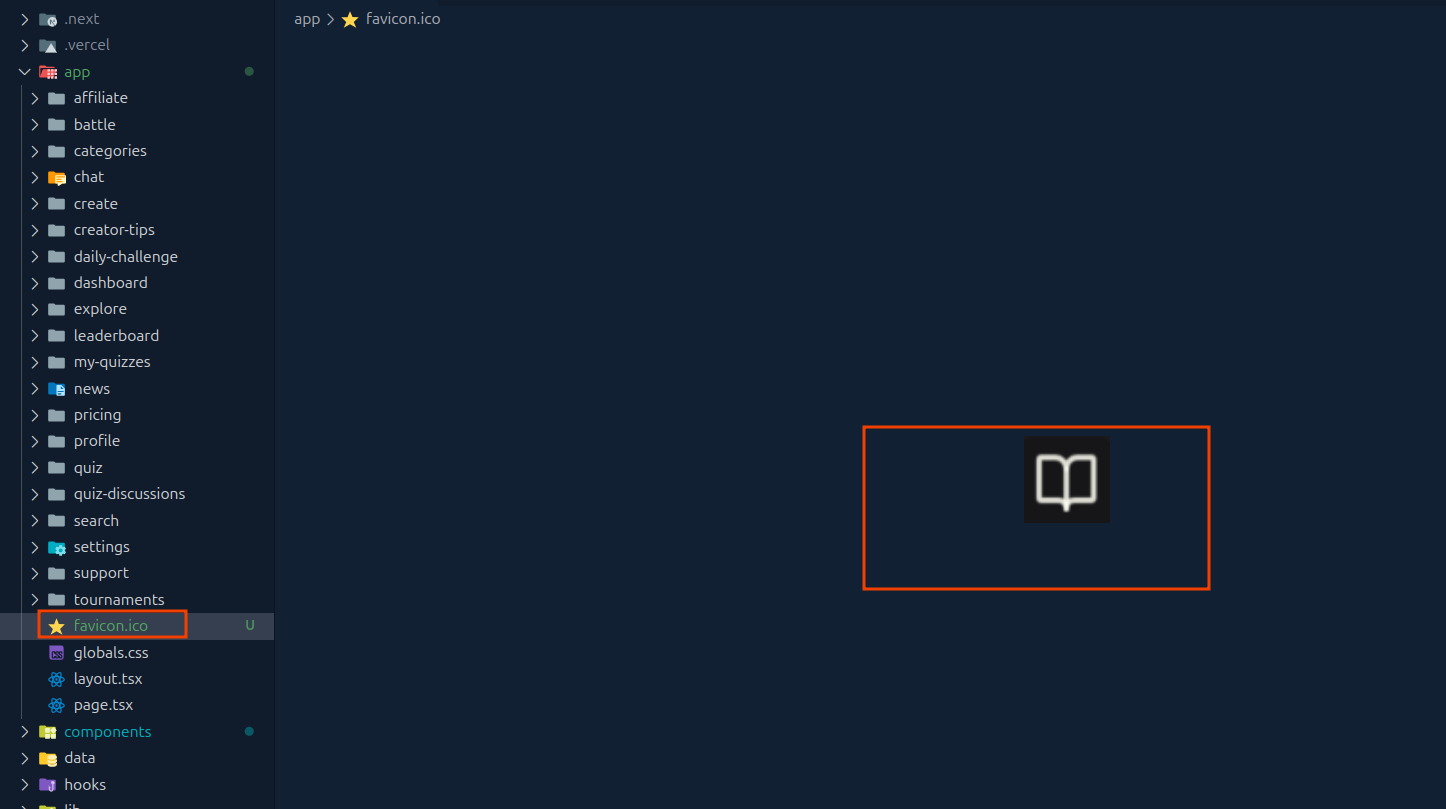 .next
.vercel
app
affiliate
battle
categories
chat
create
creator-tips
daily-challenge
dashboard
explore
leaderboard
my-quizzes
news
pricing
profile
quiz
quiz-discussions
search
settings
support
tournaments
favicon.ico U
globals.css
layout.tsx
page.tsx
components
data
hooks
lib
app > favicon.ico